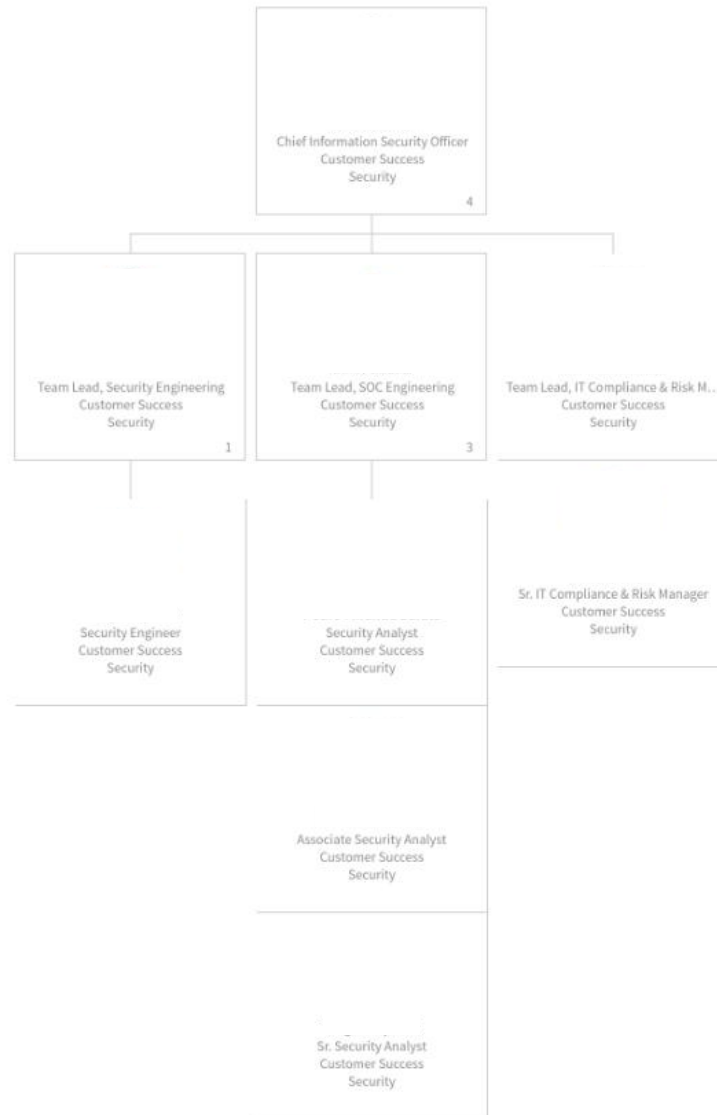 Chief Information Security Officer
Customer Success
Security
4
Team Lead, Security Engineering
Customer Success
Security
1
Team Lead, SOC Engineering
Customer Success
Security
3
Team Lead, IT Compliance & Risk M...
Customer Success
Security
Security Engineer
Customer Success
Security
Security Analyst
Customer Success
Security
Sr. IT Compliance & Risk Manager
Customer Success
Security
Associate Security Analyst
Customer Success
Security
Sr. Security Analyst
Customer Success
Security